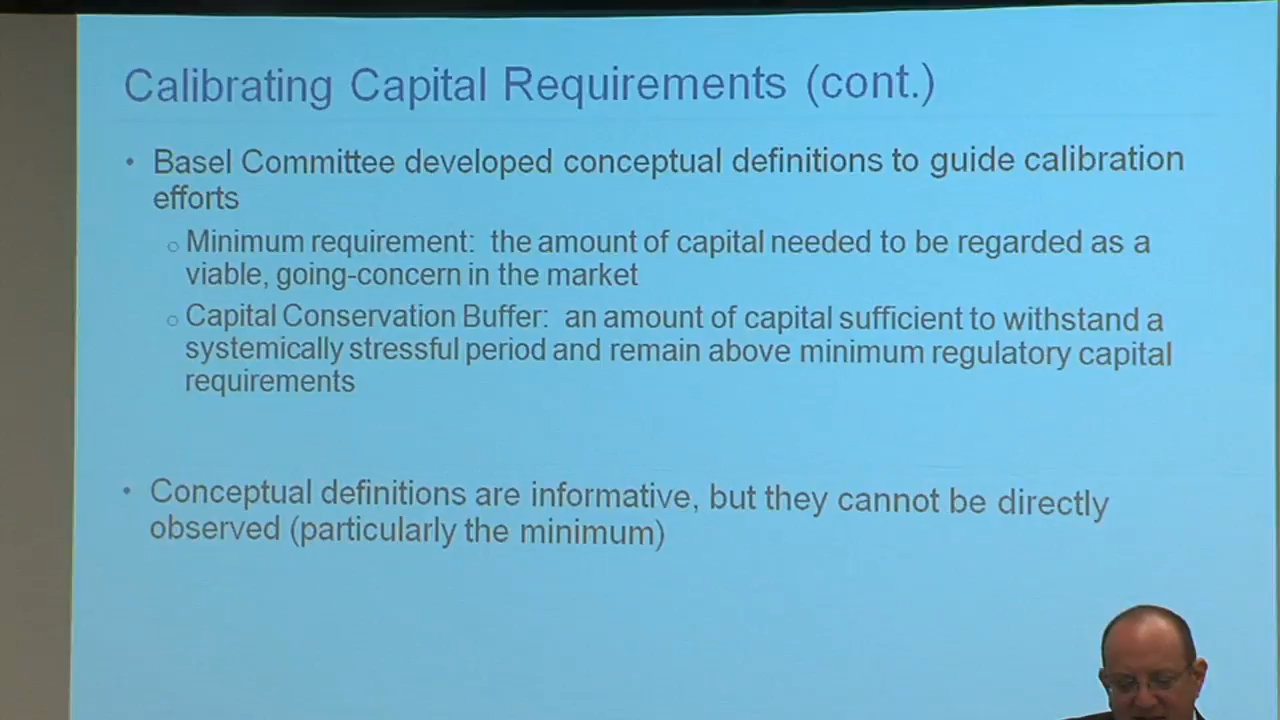 Calibrating Capital Requirements (cont.)
• Basel Committee developed conceptual definitions to guide calibration
efforts
○ Minimum requirement: the amount of capital needed to be regarded as a
viable, going-concern in the market
○ Capital Conservation Buffer: an amount of capital sufficient to withstand a
systemically stressful period and remain above minimum regulatory capital
requirements
• Conceptual definitions are informative, but they cannot be directly
observed (particularly the minimum)